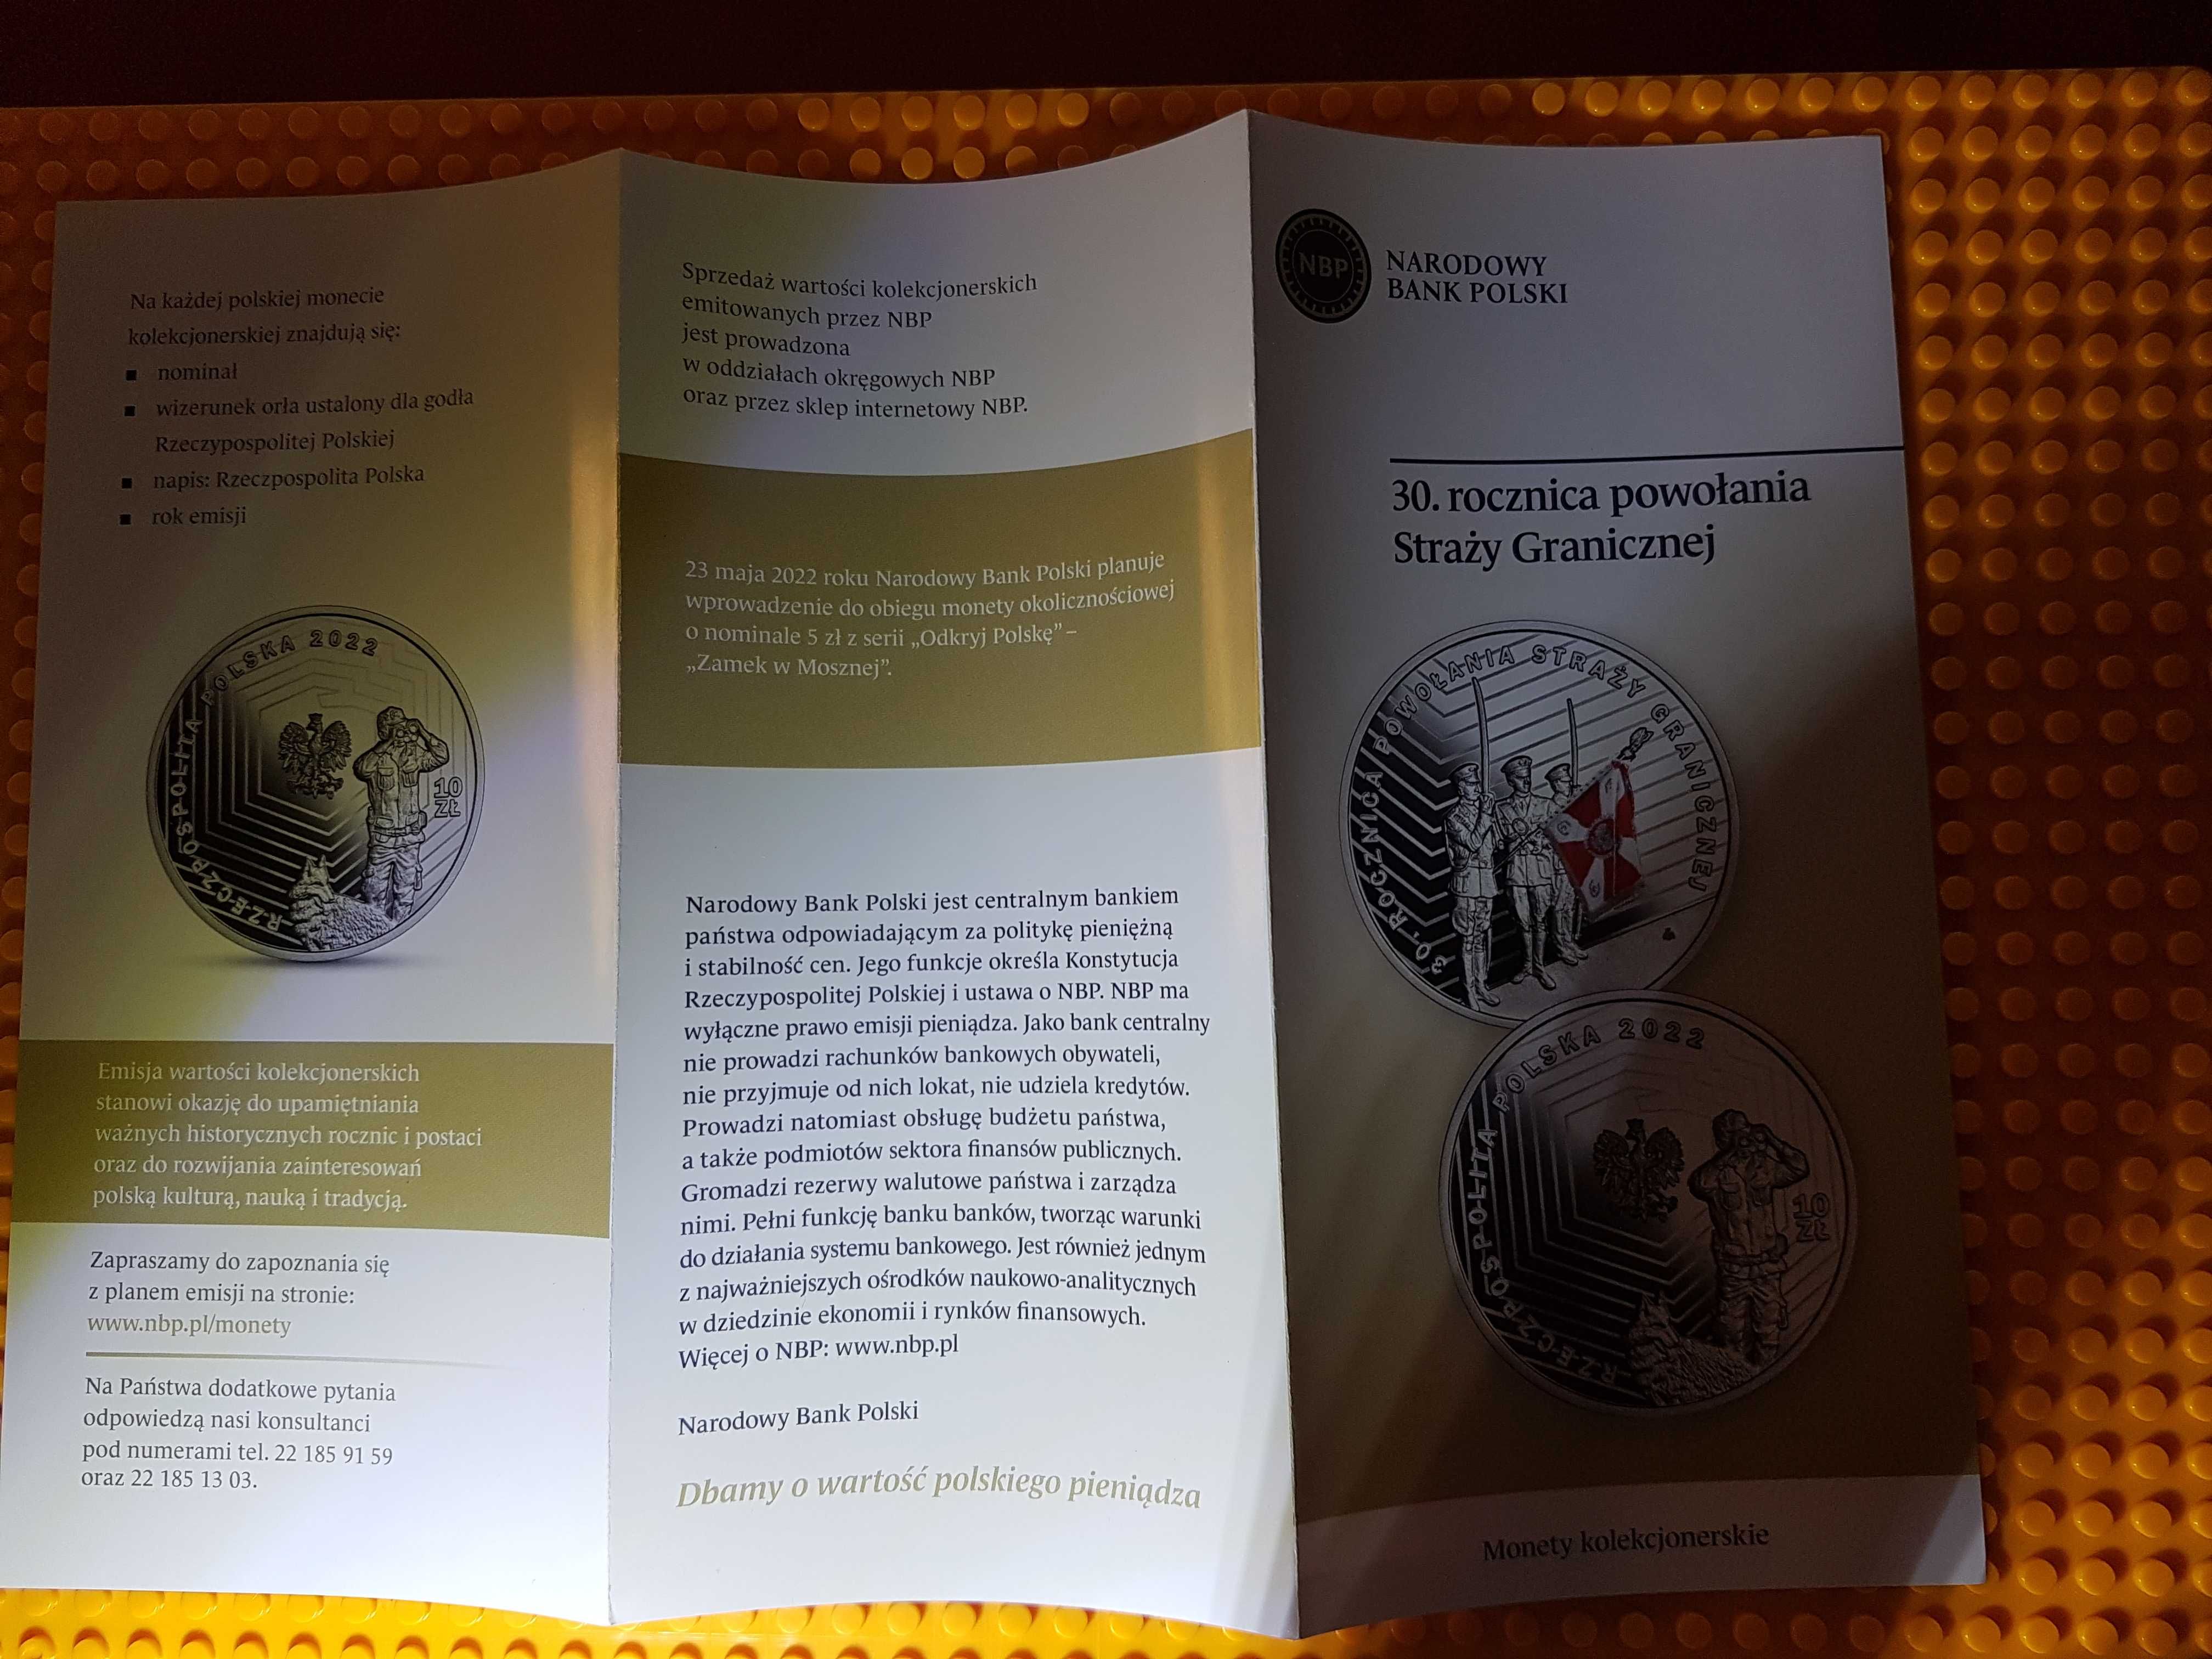 Na każdej polskiej monecie
kolekcjonerskiej znajdują się:
▪ nominał
▪ wizerunek orła ustalony dla godła
Rzeczypospolitej Polskiej
▪ napis: Rzeczpospolita Polska
▪ rok emisji
RZECZPOSPOLITA POLSKA 2022
10
ZŁ
Emisja wartości kolekcjonerskich
stanowi okazję do upamiętniania
ważnych historycznych rocznic i postaci
oraz do rozwijania zainteresowań
polską kulturą, nauką i tradycją.
Zapraszamy do zapoznania się
z planem emisji na stronie:
www.nbp.pl/monety
Na Państwa dodatkowe pytania
odpowiedzą nasi konsultanci
pod numerami tel. 22 185 91 59
oraz 22 185 13 03.
Sprzedaż wartości kolekcjonerskich
emitowanych przez NBP
jest prowadzona
w oddziałach okręgowych NBP
oraz przez sklep internetowy NBP.
23 maja 2022 roku Narodowy Bank Polski planuje
wprowadzenie do obiegu monety okolicznościowej
o nominale 5 zł z serii „Odkryj Polskę” –
„Zamek w Mosznej”.
Narodowy Bank Polski jest centralnym bankiem
państwa odpowiadającym za politykę pieniężną
i stabilność cen. Jego funkcje określa Konstytucja
Rzeczypospolitej Polskiej i ustawa o NBP. NBP ma
wyłączne prawo emisji pieniądza. Jako bank centralny
nie prowadzi rachunków bankowych obywateli,
nie przyjmuje od nich lokat, nie udziela kredytów.
Prowadzi natomiast obsługę budżetu państwa,
a także podmiotów sektora finansów publicznych.
Gromadzi rezerwy walutowe państwa i zarządza
nimi. Pełni funkcję banku banków, tworząc warunki
do działania systemu bankowego. Jest również jednym
z najważniejszych ośrodków naukowo-analitycznych
w dziedzinie ekonomii i rynków finansowych.
Więcej o NBP: www.nbp.pl
Narodowy Bank Polski
Dbamy o wartość polskiego pieniądza
NBP
NARODOWY
BANK POLSKI
30. rocznica powołania
Straży Granicznej
30. ROCZNICA POWOŁANIA STRAŻY GRANICZNEJ
RZECZPOSPOLITA POLSKA 2022
10
ZŁ
Monety kolekcjonerskie